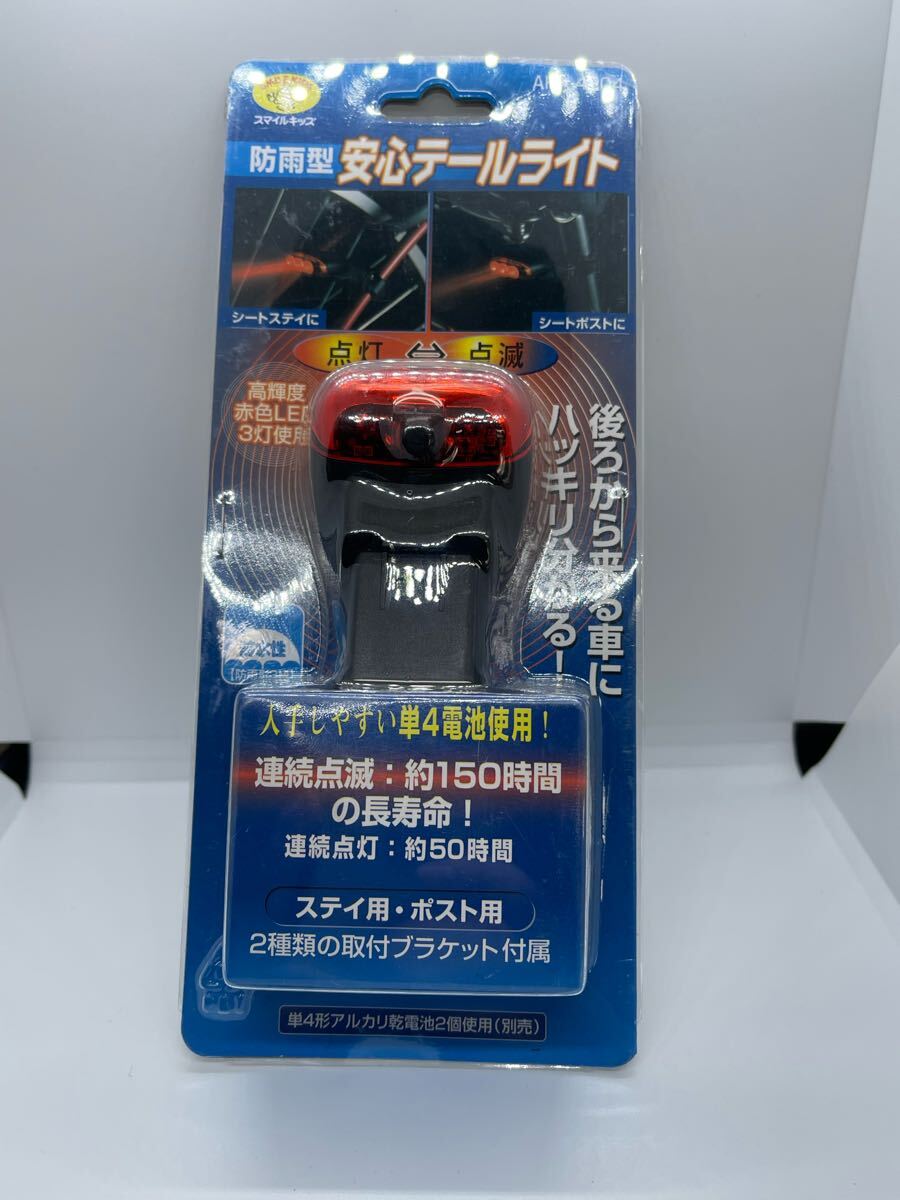 スマイルキッズ
防雨型 安心テールライト
シートステイに
シートポストに
点灯 ⇔ 点滅
高輝度
赤色LED
3灯使用
後ろから来る車に
ハッキリ分かる！
入手しやすい単4電池使用！
連続点滅：約150時間
の長寿命！
連続点灯：約50時間
ステイ用・ポスト用
2種類の取付ブラケット付属
単4形アルカリ乾電池2個使用（別売）